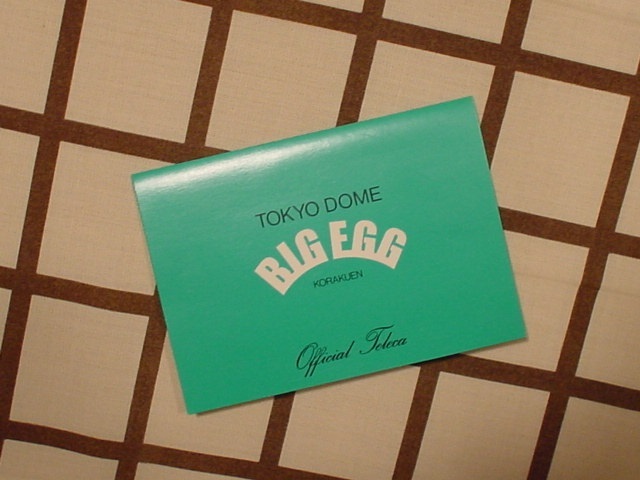 TOKYO DOME
BIG EGG
KORAKUEN
Official Teleca